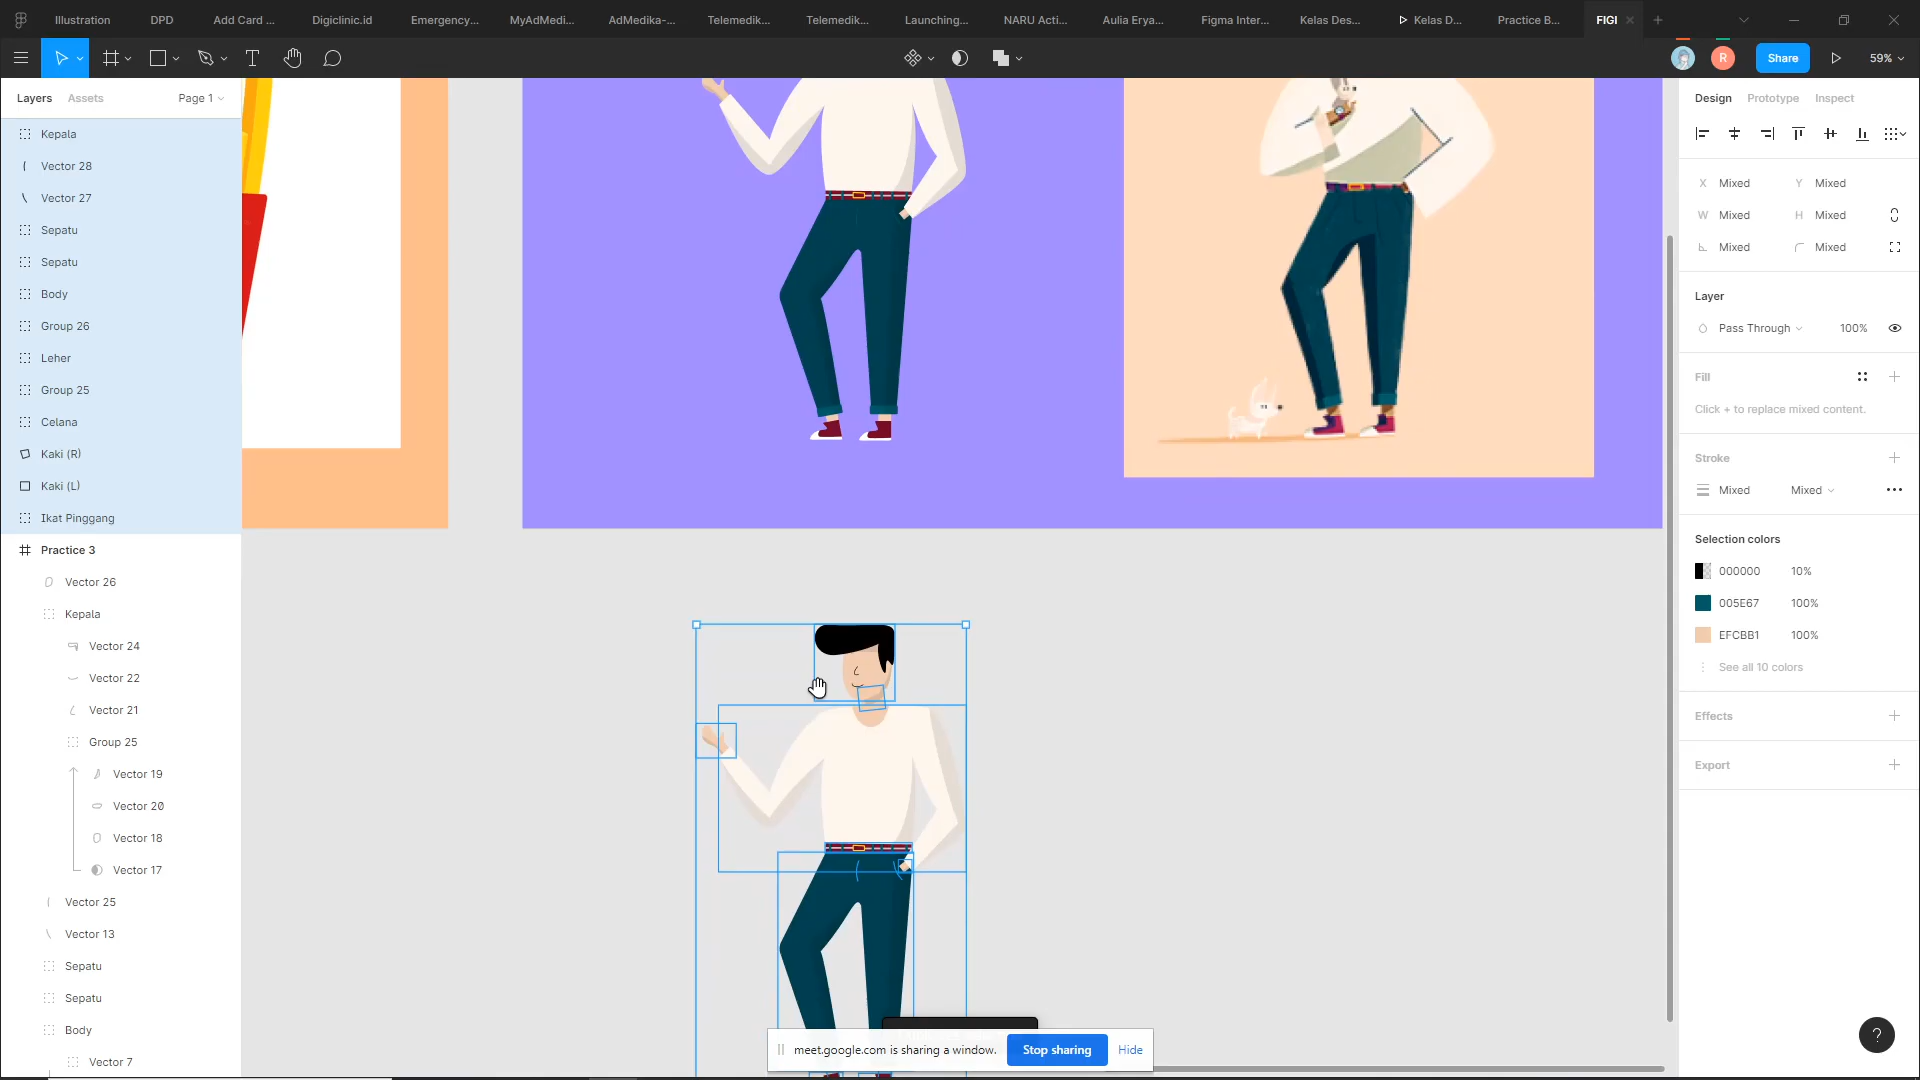 Illustration DPD Add Card ... Digiclinic.id Emergency... MyAdMedi... AdMedika-... Telemedik... Telemedik... Launching... NARU Acti... Aulia Erya... Figma Inter... Kelas Des... Kelas D... Practice B... FIGI
R Share 59%
Layers Assets Page 1
Kepala
Vector 28
Vector 27
Sepatu
Sepatu
Body
Group 26
Leher
Group 25
Celana
Kaki (R)
Kaki (L)
Ikat Pinggang
Practice 3
Vector 26
Kepala
Vector 24
Vector 22
Vector 21
Group 25
Vector 19
Vector 20
Vector 18
Vector 17
Vector 25
Vector 13
Sepatu
Sepatu
Body
Vector 7
Design Prototype Inspect
X Mixed Y Mixed
W Mixed H Mixed
Mixed Mixed
Layer
Pass Through 100%
Fill
Click + to replace mixed content.
Stroke
Mixed Mixed
Selection colors
000000 10%
005E67 100%
EFCBB1 100%
See all 10 colors
Effects
Export
meet.google.com is sharing a window. Stop sharing Hide
?